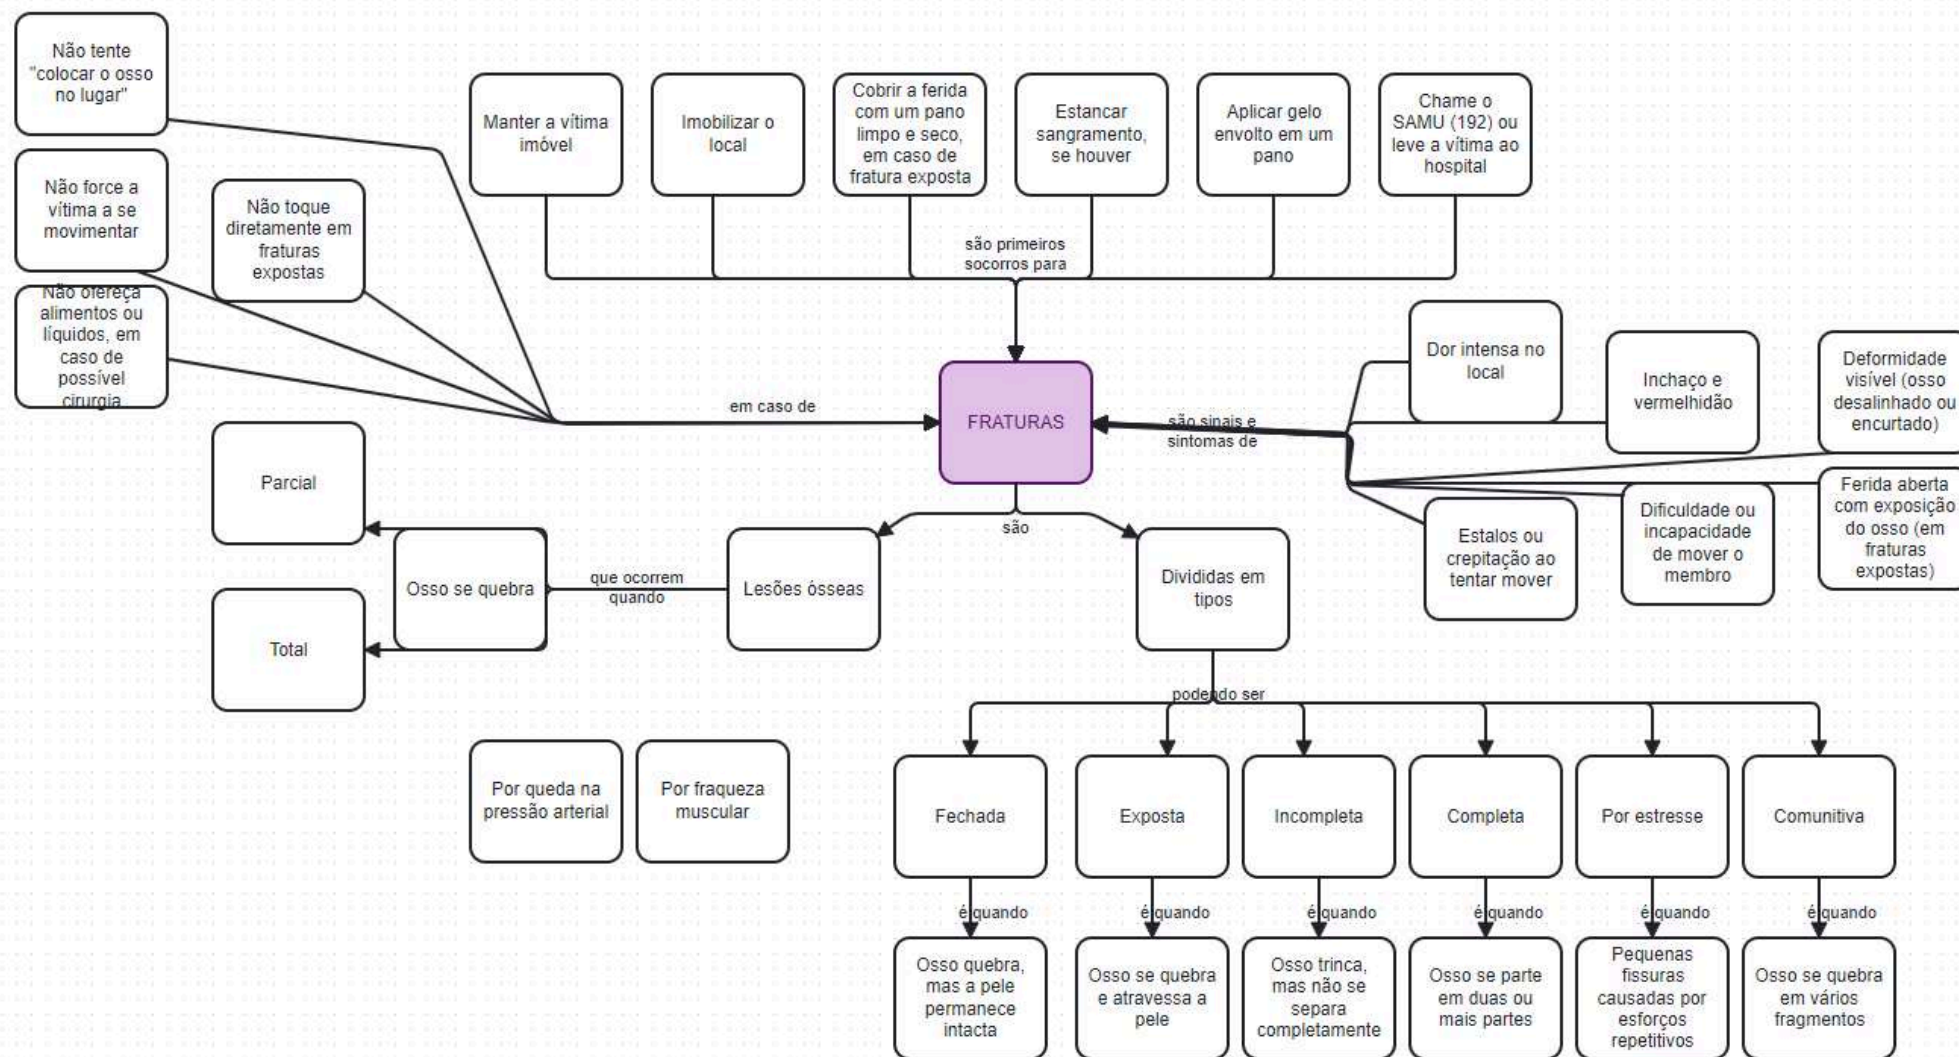 Não tente
"colocar o osso
no lugar"
Manter a vítima
imóvel
Imobilizar o
local
Cobrir a ferida
com um pano
limpo e seco,
em caso de
fratura exposta
Estancar
sangramento,
se houver
Aplicar gelo
envolto em um
pano
Chame o
SAMU (192) ou
leve a vítima ao
hospital
Não force a
vítima a se
movimentar
Não toque
diretamente em
fraturas
expostas
são primeiros
socorros para
Não ofereça
alimentos ou
líquidos, em
caso de
possível
cirurgia
em caso de
FRATURAS
são sinais e
sintomas de
Dor intensa no
local
Inchaço e
vermelhidão
Deformidade
visível (osso
desalinhado ou
encurtado)
Estalos ou
crepitação ao
tentar mover
Dificuldade ou
incapacidade
de mover o
membro
Ferida aberta
com exposição
do osso (em
fraturas
expostas)
são
Parcial
Total
Osso se quebra
que ocorrem
quando
Lesões ósseas
Divididas em
tipos
podendo ser
Por queda na
pressão arterial
Por fraqueza
muscular
Fechada
Exposta
Incompleta
Completa
Por estresse
Comunitiva
é quando
é quando
é quando
é quando
é quando
é quando
Osso quebra,
mas a pele
permanece
intacta
Osso se quebra
e atravessa a
pele
Osso trinca,
mas não se
separa
completamente
Osso se parte
em duas ou
mais partes
Pequenas
fissuras
causadas por
esforços
repetitivos
Osso se quebra
em vários
fragmentos